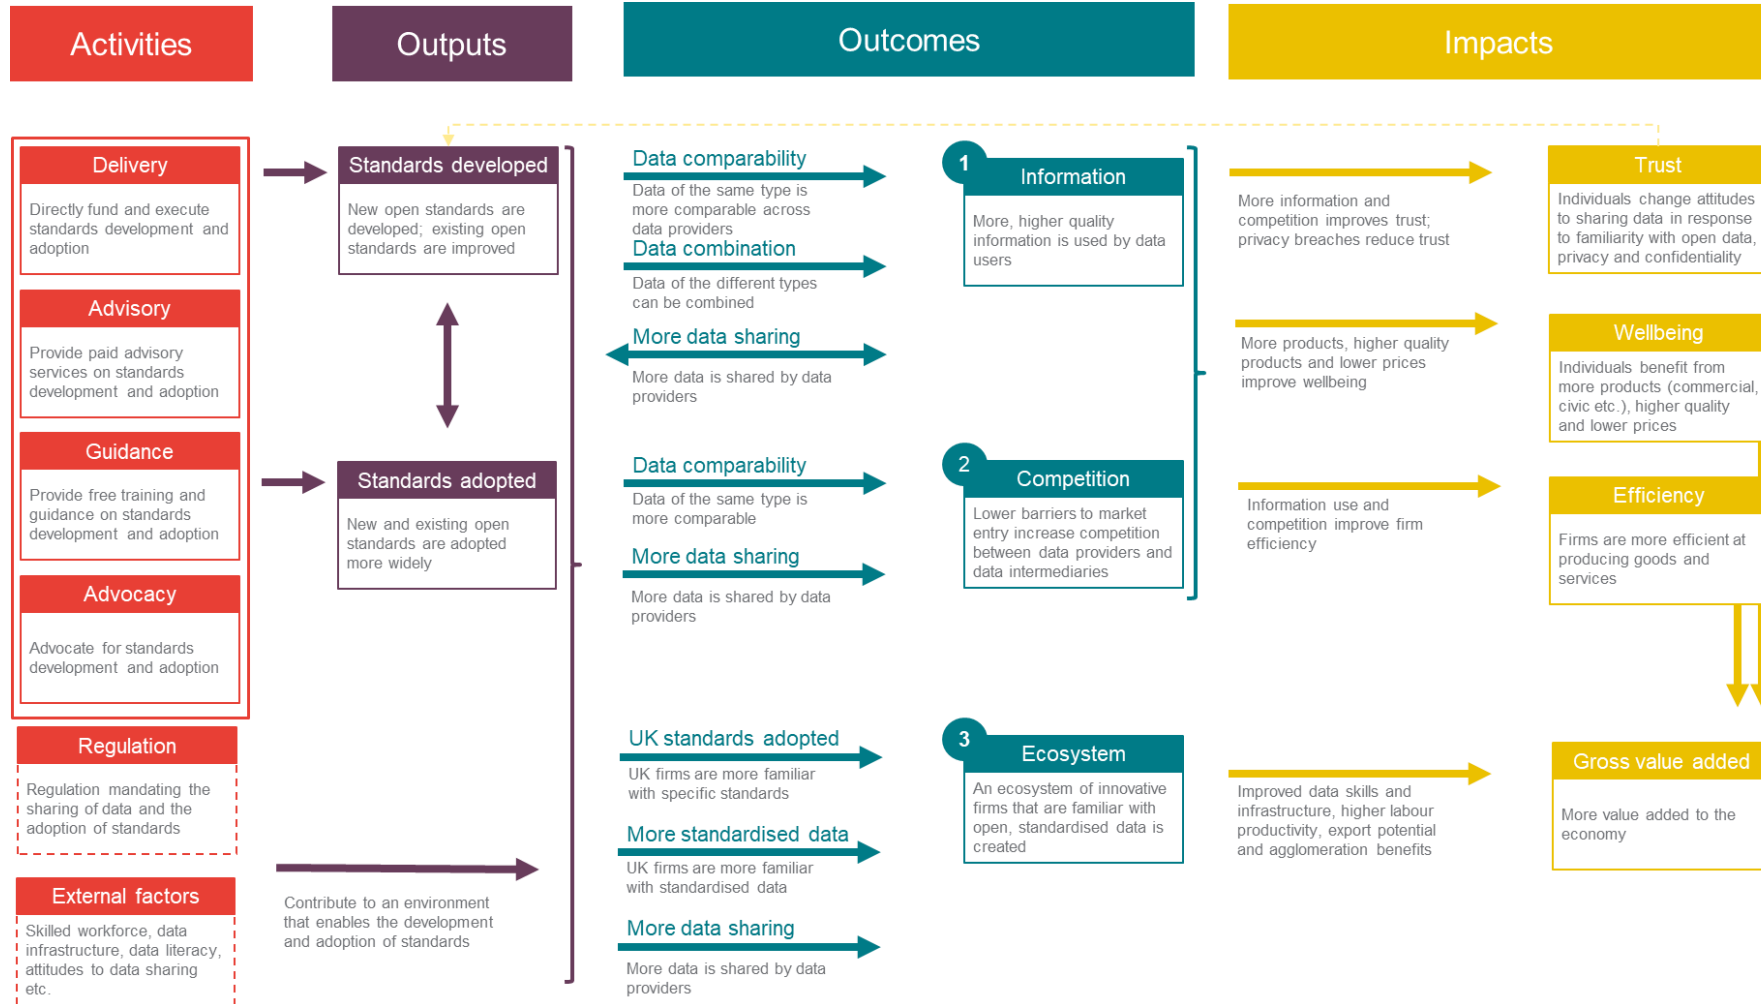 Activities
Outputs
Outcomes
Impacts
Delivery
Directly fund and execute
standards development and
adoption
Advisory
Provide paid advisory
services on standards
development and adoption
Guidance
Provide free training and
guidance on standards
development and adoption
Advocacy
Advocate for standards
development and adoption
Regulation
Regulation mandating the
sharing of data and the
adoption of standards
External factors
Skilled workforce, data
infrastructure, data literacy,
attitudes to data sharing
etc.
Standards developed
New open standards are
developed; existing open
standards are improved
Standards adopted
New and existing open
standards are adopted
more widely
Contribute to an environment
that enables the development
and adoption of standards
Data comparability
Data of the same type is
more comparable across
data providers
Data combination
Data of the different types
can be combined
More data sharing
More data is shared by data
providers
Data comparability
Data of the same type is
more comparable
More data sharing
More data is shared by data
providers
UK standards adopted
UK firms are more familiar
with specific standards
More standardised data
UK firms are more familiar
with standardised data
More data sharing
More data is shared by data
providers
1
Information
More, higher quality
information is used by data
users
2
Competition
Lower barriers to market
entry increase competition
between data providers and
data intermediaries
3
Ecosystem
An ecosystem of innovative
firms that are familiar with
open, standardised data is
created
More information and
competition improves trust;
privacy breaches reduce trust
More products, higher quality
products and lower prices
improve wellbeing
Information use and
competition improve firm
efficiency
Improved data skills and
infrastructure, higher labour
productivity, export potential
and agglomeration benefits
Trust
Individuals change attitudes
to sharing data in response
to familiarity with open data,
privacy and confidentiality
Wellbeing
Individuals benefit from
more products (commercial,
civic etc.), higher quality
and lower prices
Efficiency
Firms are more efficient at
producing goods and
services
Gross value added
More value added to the
economy